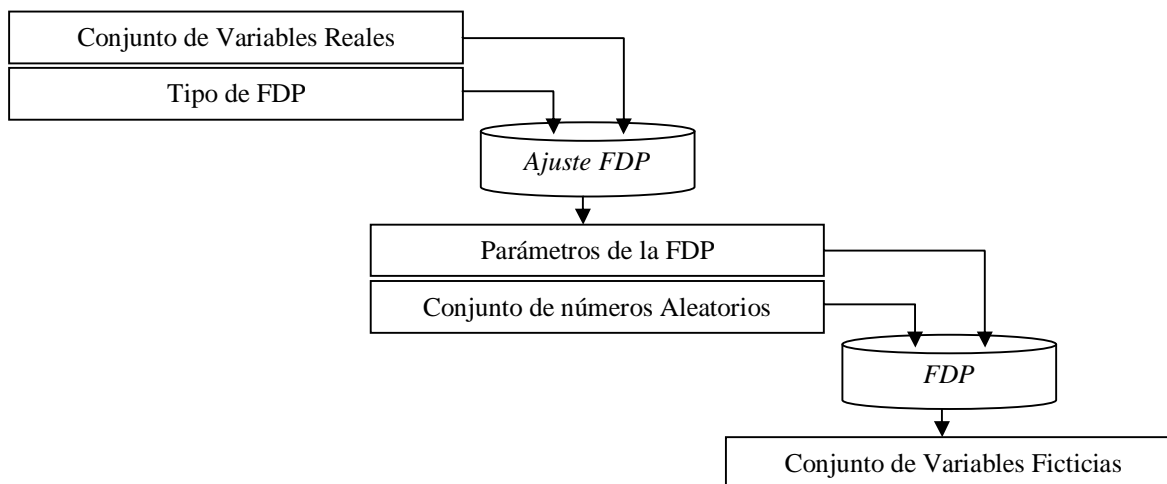 Conjunto de Variables Reales
Tipo de FDP
Ajuste FDP
Parámetros de la FDP
Conjunto de números Aleatorios
FDP
Conjunto de Variables Ficticias